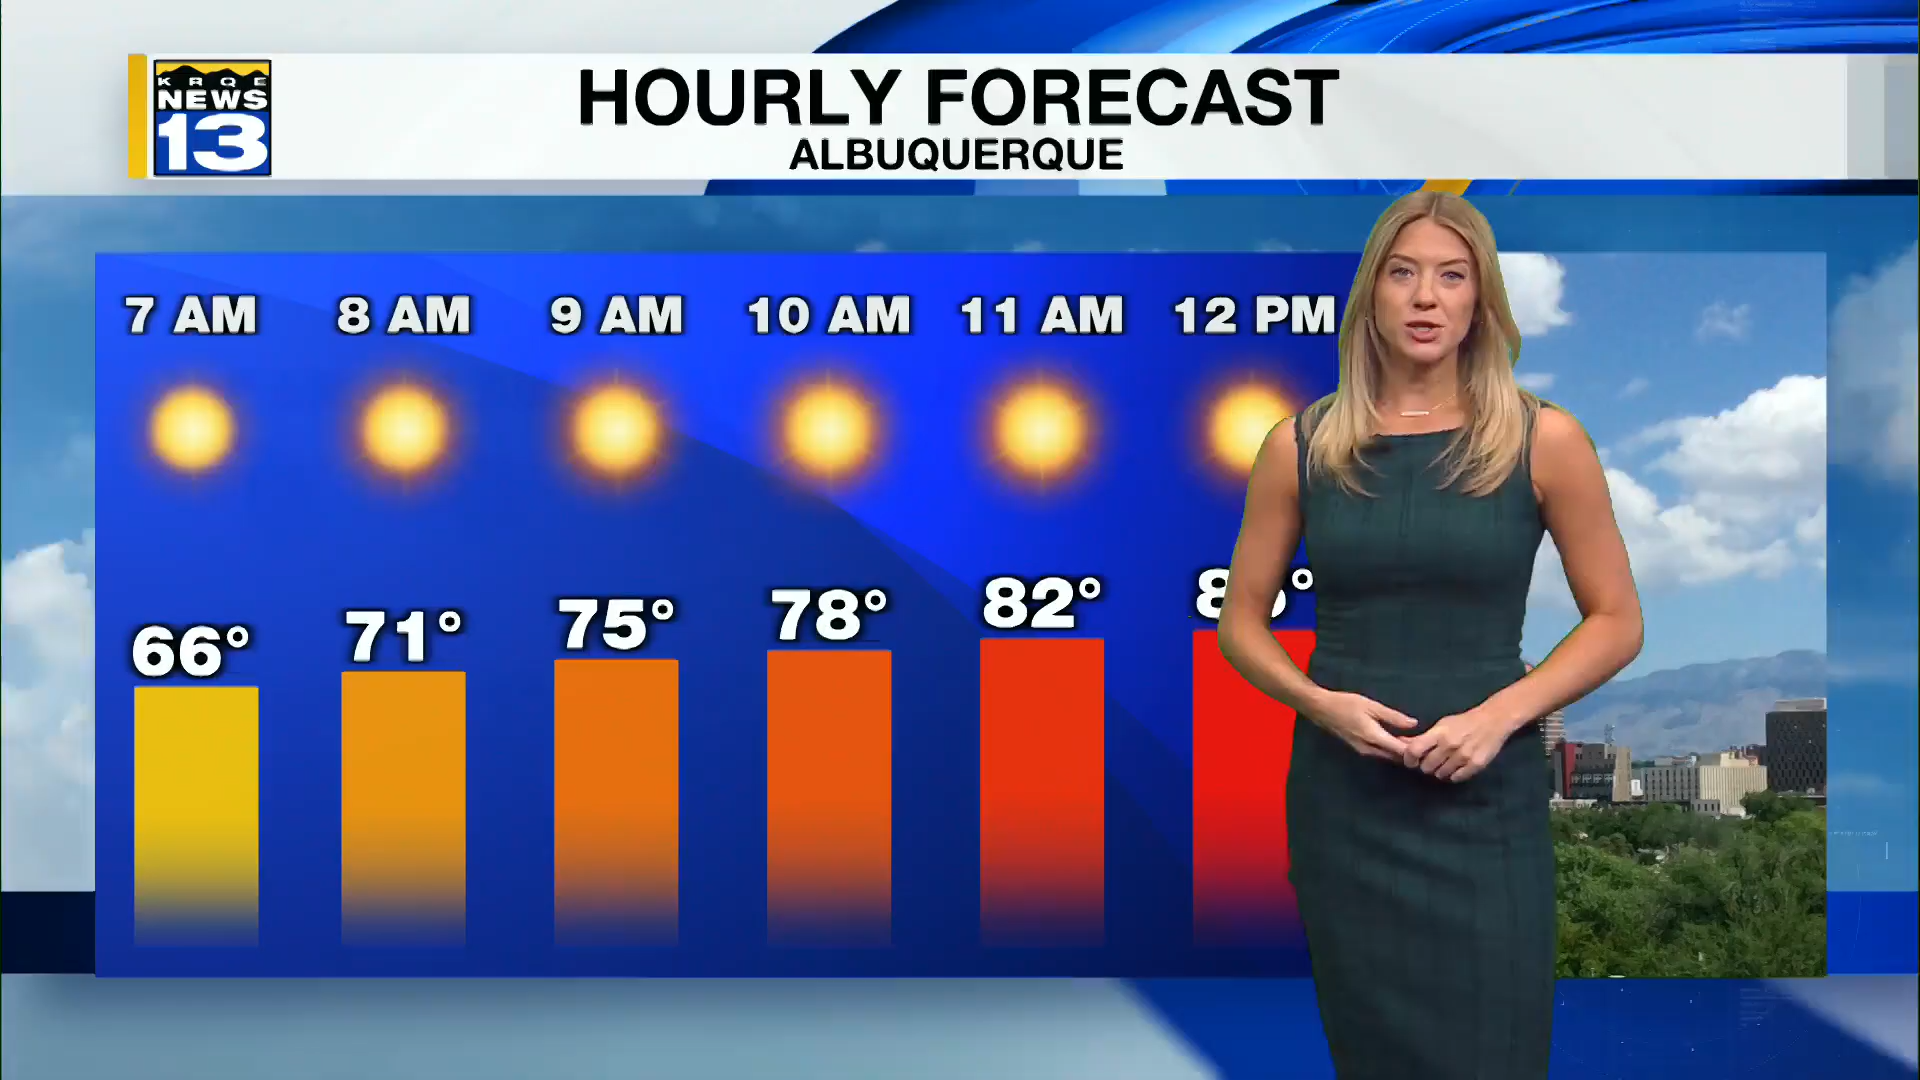 KRQE
NEWS
13
HOURLY FORECAST
ALBUQUERQUE
7 AM 8 AM 9 AM 10 AM 11 AM 12 PM
66° 71° 75° 78° 82°